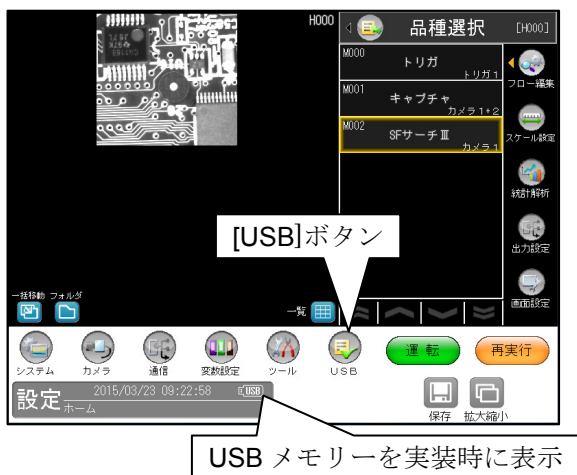 H000
品種選択
[H000]
M000
トリガ
トリガ1
M001
キャプチャ
カメラ1+2
M002
SFサーチⅢ
カメラ1
フロー編集
スケール設定
統計解析
出力設定
画面設定
[USB]ボタン
一括移動 フォルダ
一覧
システム カメラ 通信 変数設定 ツール USB
運転 再実行
設定 2015/03/23 09:22:58 USB
ホーム
保存 拡大縮小
USB メモリーを実装時に表示